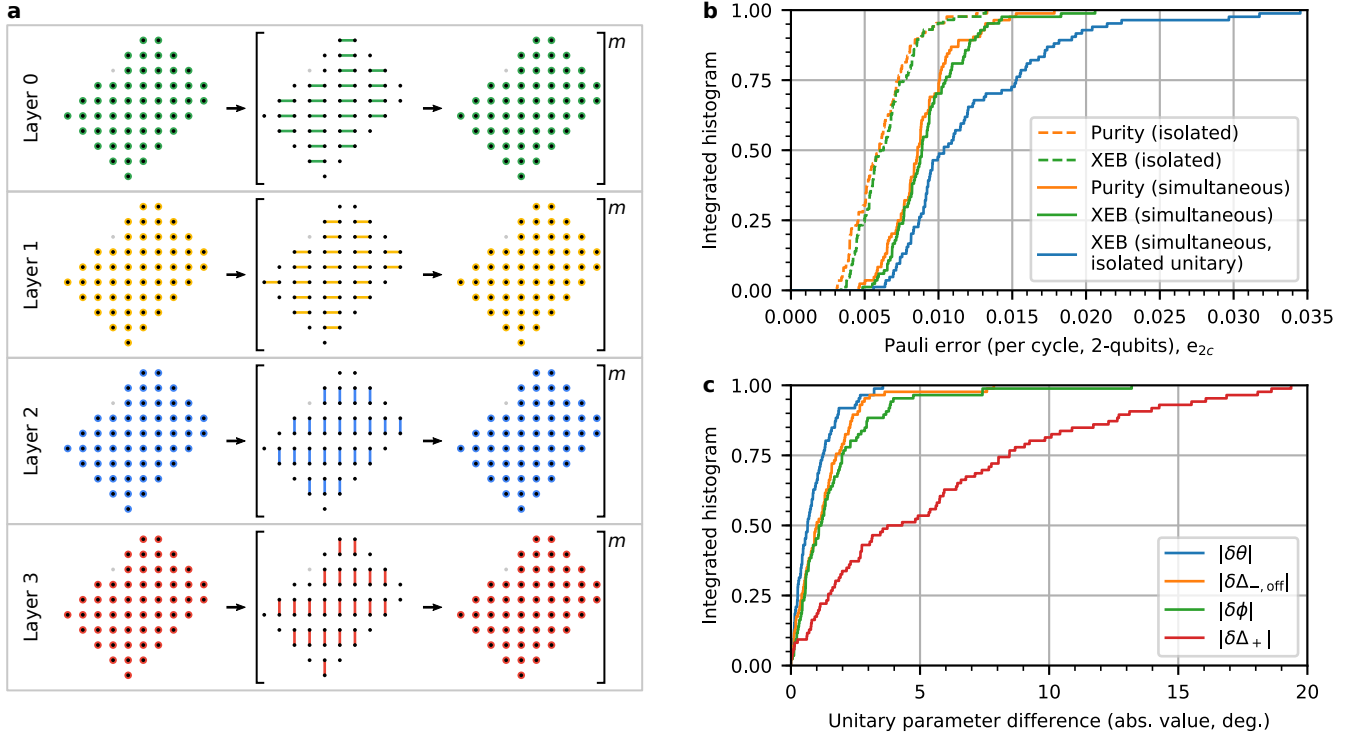 a
Layer 0
m
Layer 1
m
Layer 2
m
Layer 3
m
b
Integrated histogram
1.00
0.75
0.50
0.25
0.00
0.000 0.005 0.010 0.015 0.020 0.025 0.030 0.035
Pauli error (per cycle, 2-qubits), e₂c
Purity (isolated)
XEB (isolated)
Purity (simultaneous)
XEB (simultaneous)
XEB (simultaneous,
isolated unitary)
c
Integrated histogram
1.00
0.75
0.50
0.25
0.00
0 5 10 15 20
Unitary parameter difference (abs. value, deg.)
|δθ|
|δΔ₋,off|
|δϕ|
|δΔ₊|